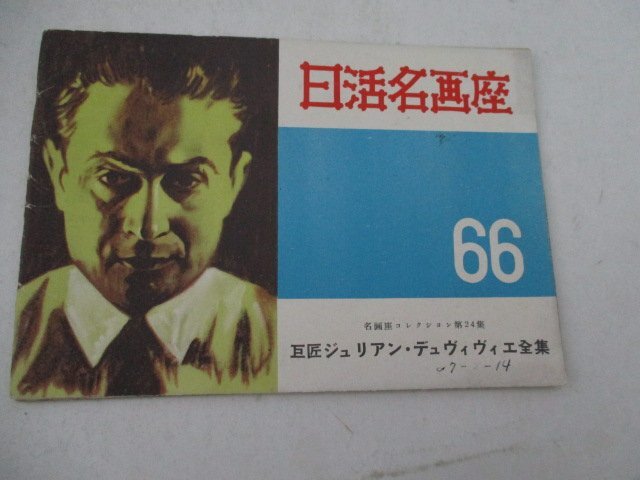 日活名画座
66
名画座コレクション第24集
巨匠ジュリアン・デュヴィヴィエ全集